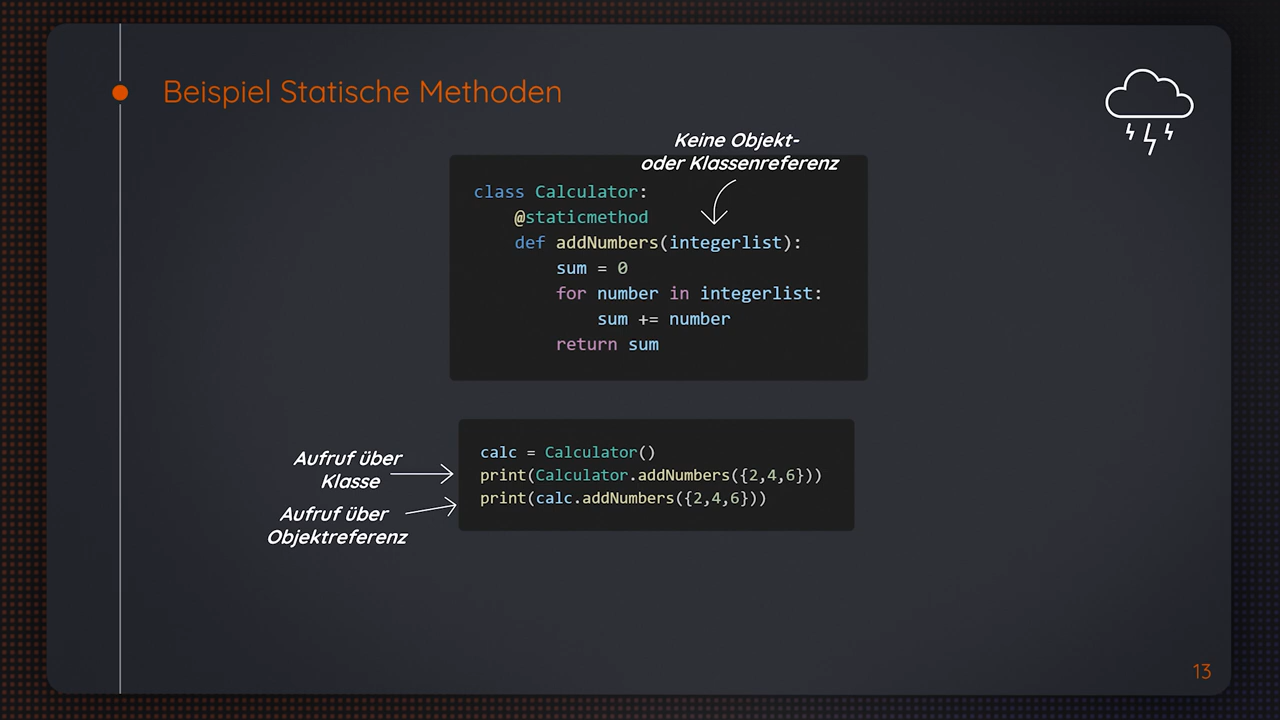 Beispiel Statische Methoden
Keine Objekt-
oder Klassenreferenz
class Calculator:
    @staticmethod
    def addNumbers(integerlist):
        sum = 0
        for number in integerlist:
            sum += number
        return sum
Aufruf über
Klasse
Aufruf über
Objektreferenz
calc = Calculator()
print(Calculator.addNumbers({2,4,6}))
print(calc.addNumbers({2,4,6}))
13